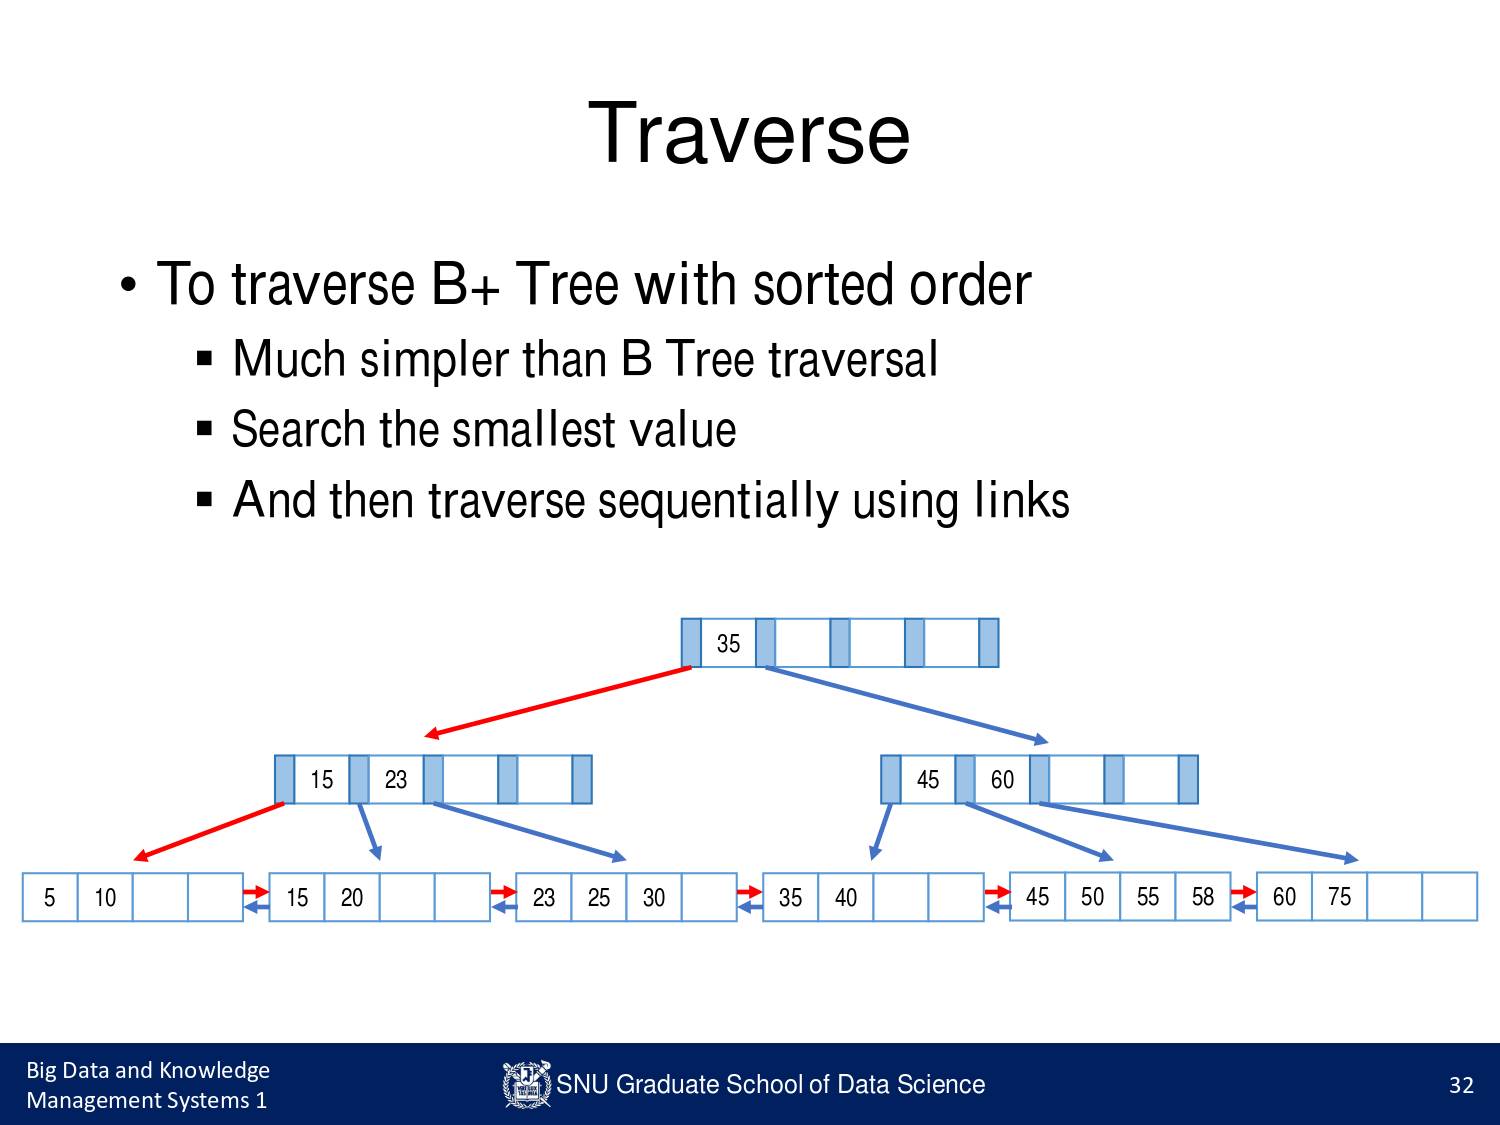 Traverse
• To traverse B+ Tree with sorted order
▪ Much simpler than B Tree traversal
▪ Search the smallest value
▪ And then traverse sequentially using links
35
15 23
45 60
5 10
15 20
23 25 30
35 40
45 50 55 58
60 75
Big Data and Knowledge
Management Systems 1
SNU Graduate School of Data Science
32